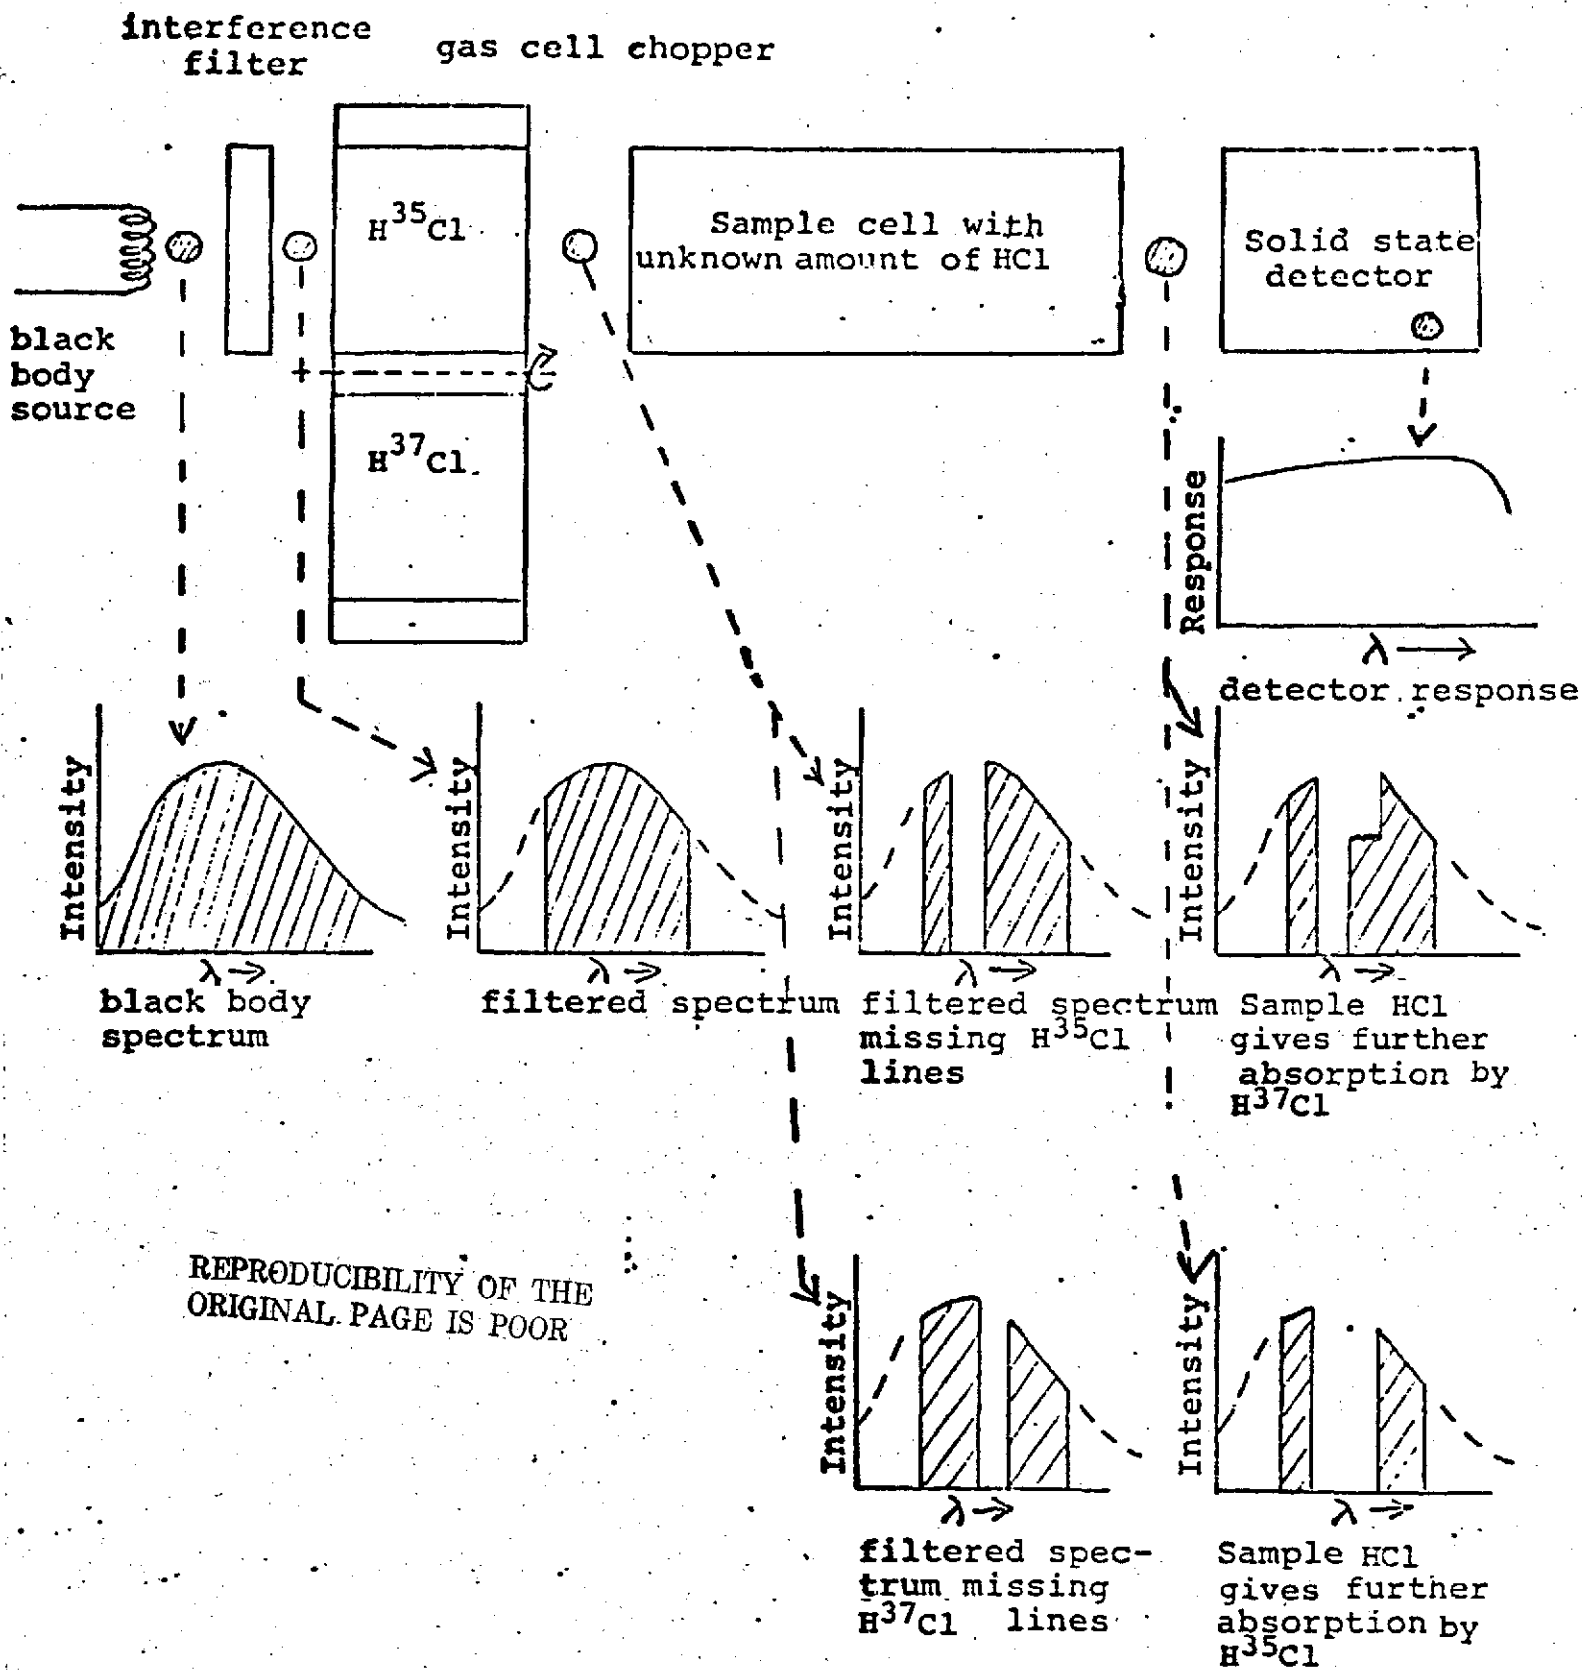 interference
filter
gas cell chopper
H35Cl
Sample cell with
unknown amount of HCl
Solid state
detector
black
body
source
H37Cl
Response
λ
detector response
Intensity
λ
black body
spectrum
Intensity
λ
filtered spectrum
Intensity
λ
filtered spectrum
missing H35Cl
lines
Intensity
λ
Sample HCl
gives further
absorption by
H37Cl
REPRODUCIBILITY OF THE
ORIGINAL PAGE IS POOR
Intensity
λ
filtered spec-
trum missing
H37Cl lines
Intensity
λ
Sample HCl
gives further
absorption by
H35Cl